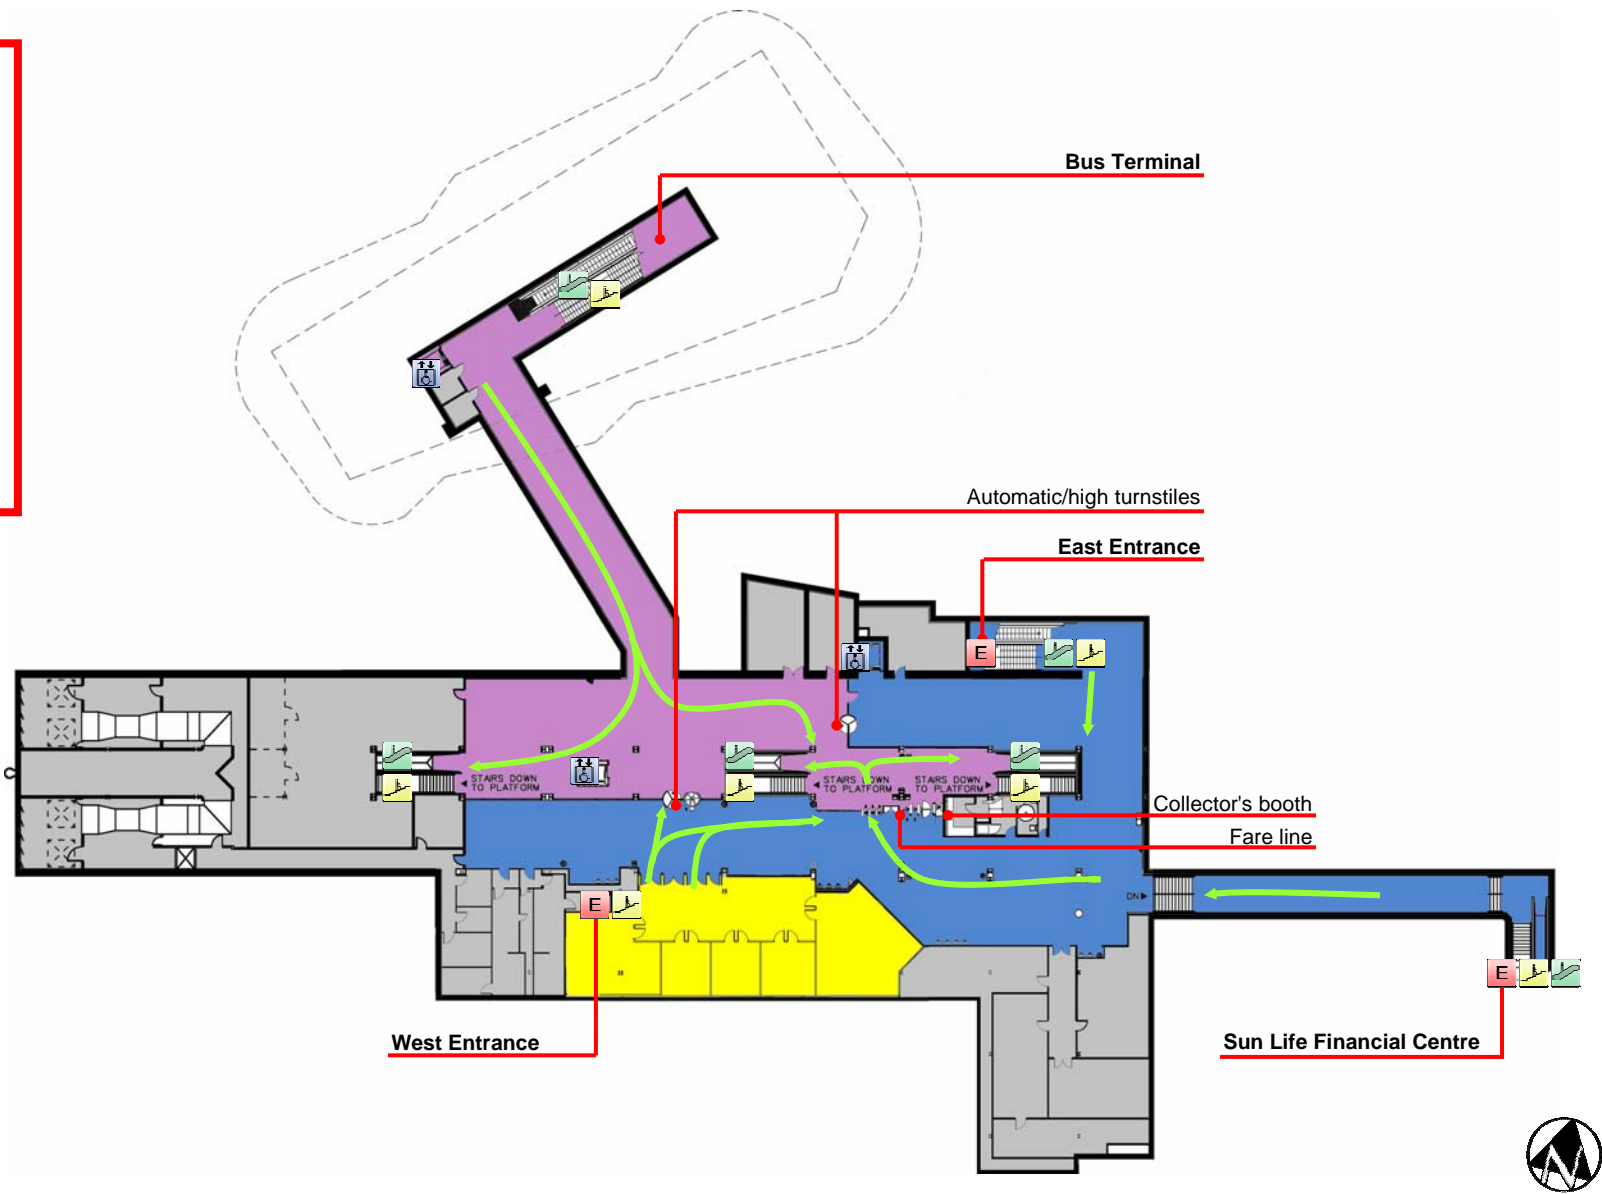 Bus Terminal
Automatic/high turnstiles
East Entrance
E
STAIRS DOWN
TO PLATFORM
STAIRS DOWN
TO PLATFORM
STAIRS DOWN
TO PLATFORM
Collector's booth
Fare line
DN
E
E
West Entrance
Sun Life Financial Centre